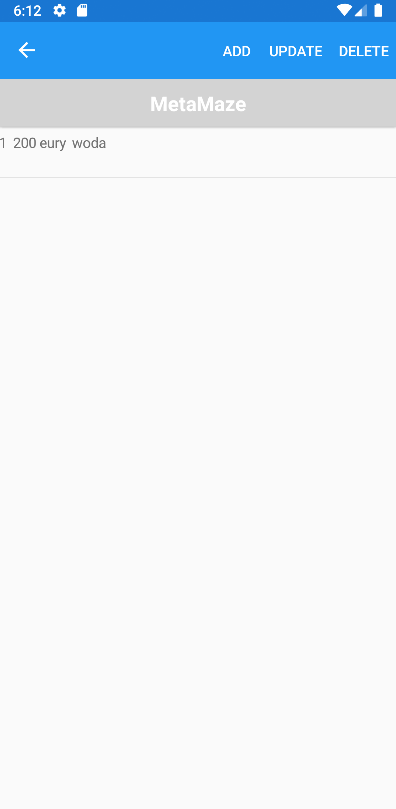 6:12
ADD UPDATE DELETE
MetaMaze
1 200 eury woda